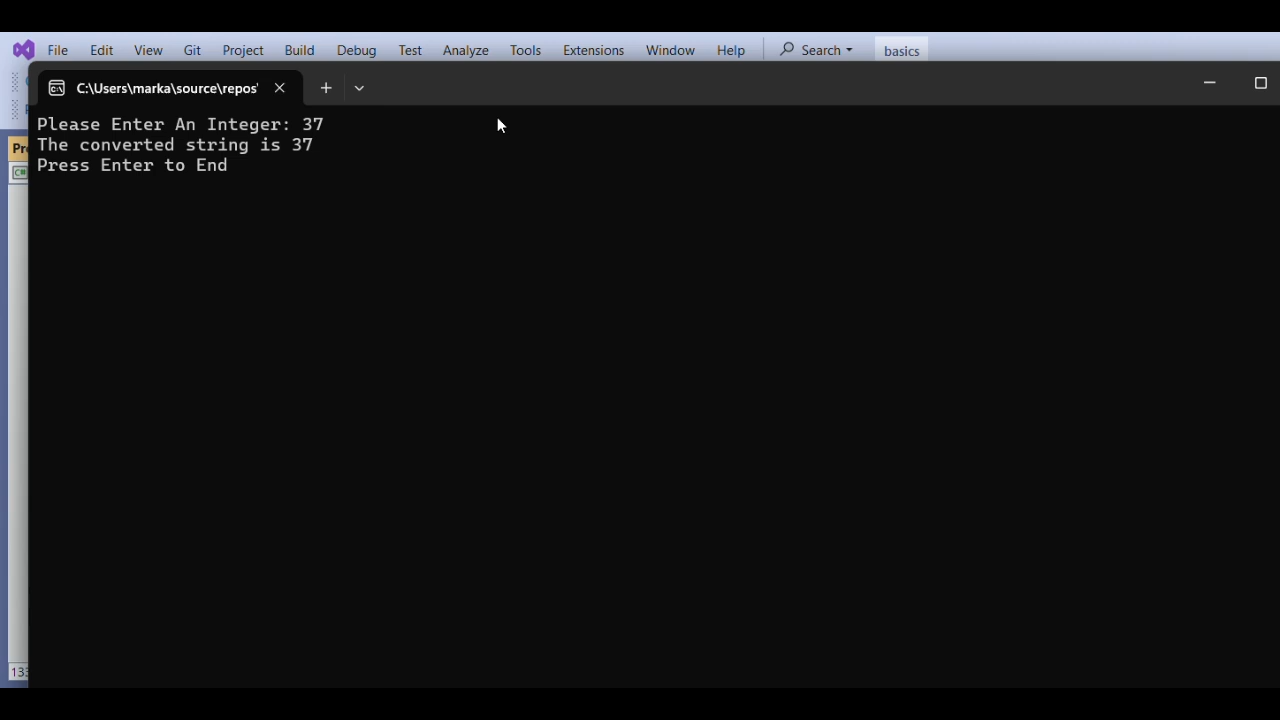 File Edit View Git Project Build Debug Test Analyze Tools Extensions Window Help Search basics
C:\Users\marka\source\repos'
Please Enter An Integer: 37
The converted string is 37
Press Enter to End